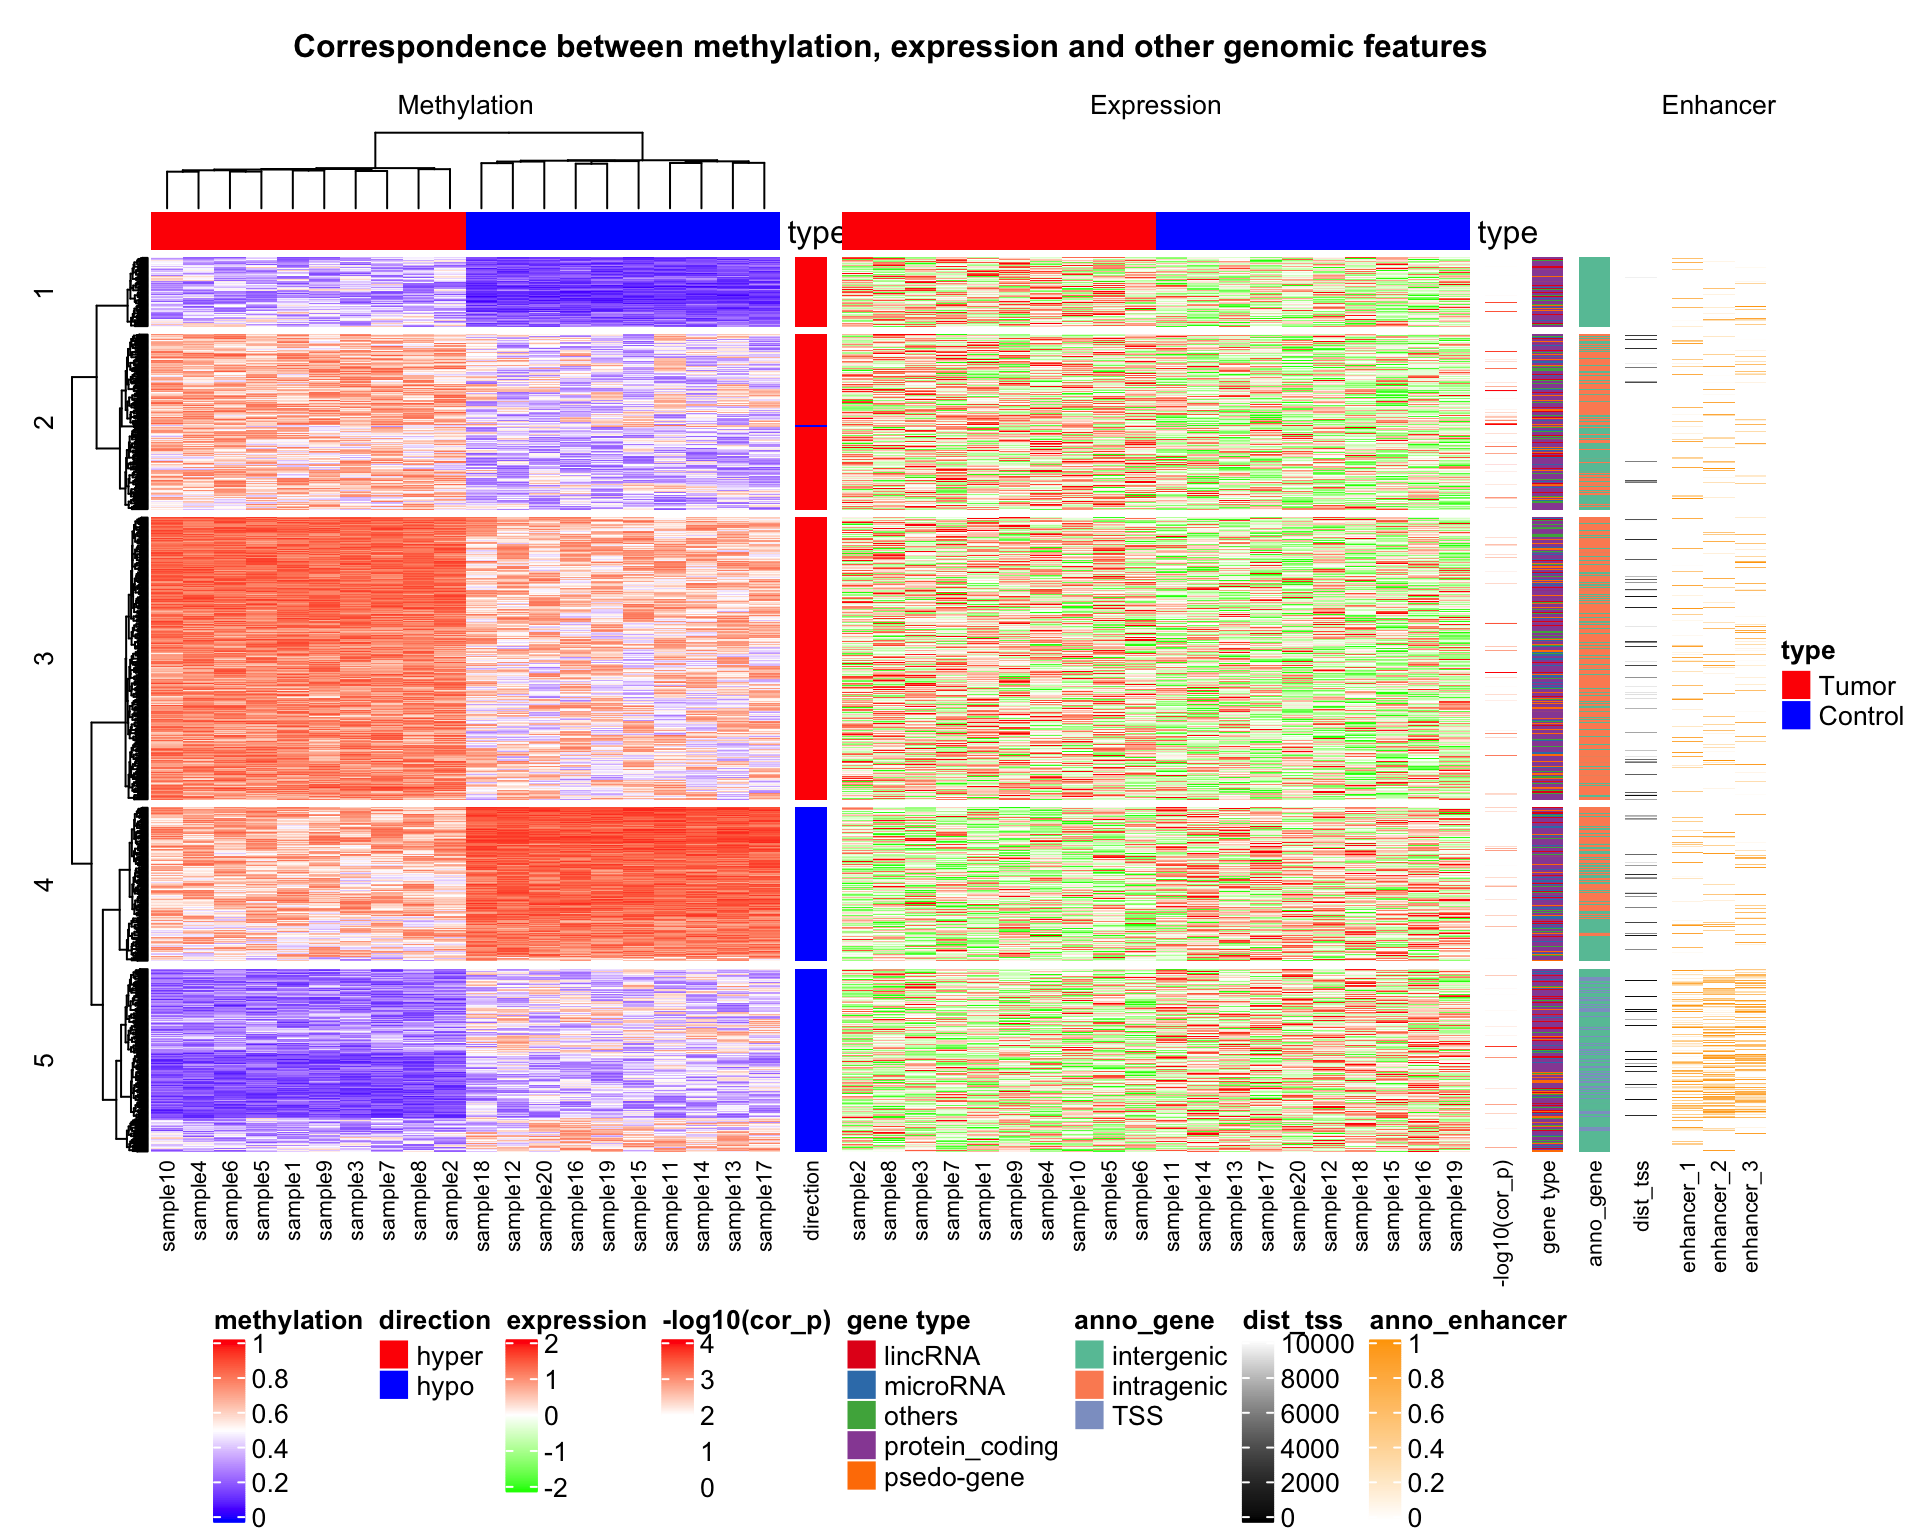 Correspondence between methylation, expression and other genomic features
Methylation
Expression
Enhancer
type
type
1
2
3
4
5
type
Tumor
Control
sample10
sample4
sample6
sample5
sample1
sample9
sample3
sample7
sample8
sample2
sample18
sample12
sample20
sample16
sample19
sample15
sample11
sample14
sample13
sample17
direction
sample2
sample8
sample3
sample7
sample1
sample9
sample4
sample10
sample5
sample6
sample11
sample14
sample13
sample17
sample20
sample12
sample18
sample15
sample16
sample19
-log10(cor_p)
gene type
anno_gene
dist_tss
enhancer_1
enhancer_2
enhancer_3
methylation
1
0.8
0.6
0.4
0.2
0
direction
hyper
hypo
expression
2
1
0
-1
-2
-log10(cor_p)
4
3
2
1
0
gene type
lincRNA
microRNA
others
protein_coding
psedo-gene
anno_gene
intergenic
intragenic
TSS
dist_tss
10000
8000
6000
4000
2000
0
anno_enhancer
1
0.8
0.6
0.4
0.2
0